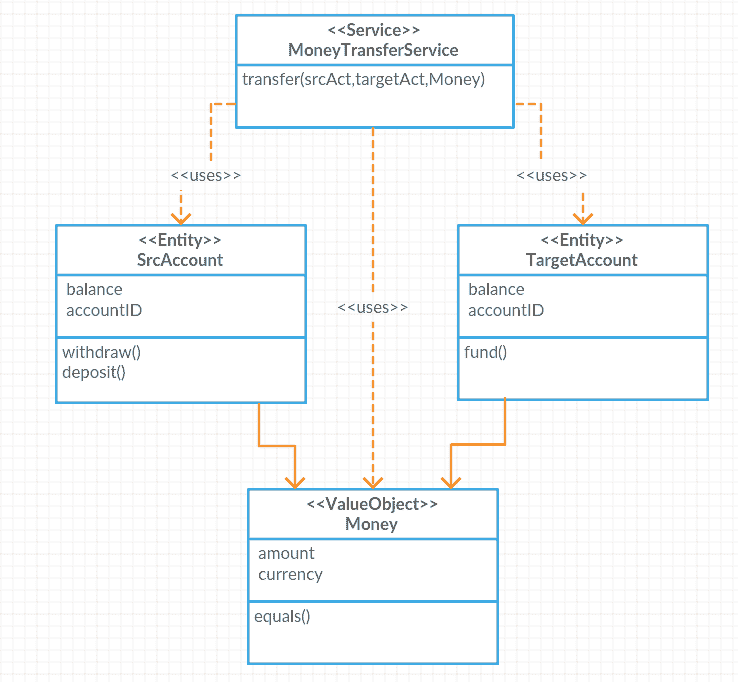 <<Service>>
MoneyTransferService
transfer(srcAct,targetAct,Money)
<<uses>>
<<uses>>
<<Entity>>
SrcAccount
balance
accountID
withdraw()
deposit()
<<uses>>
<<Entity>>
TargetAccount
balance
accountID
fund()
<<ValueObject>>
Money
amount
currency
equals()